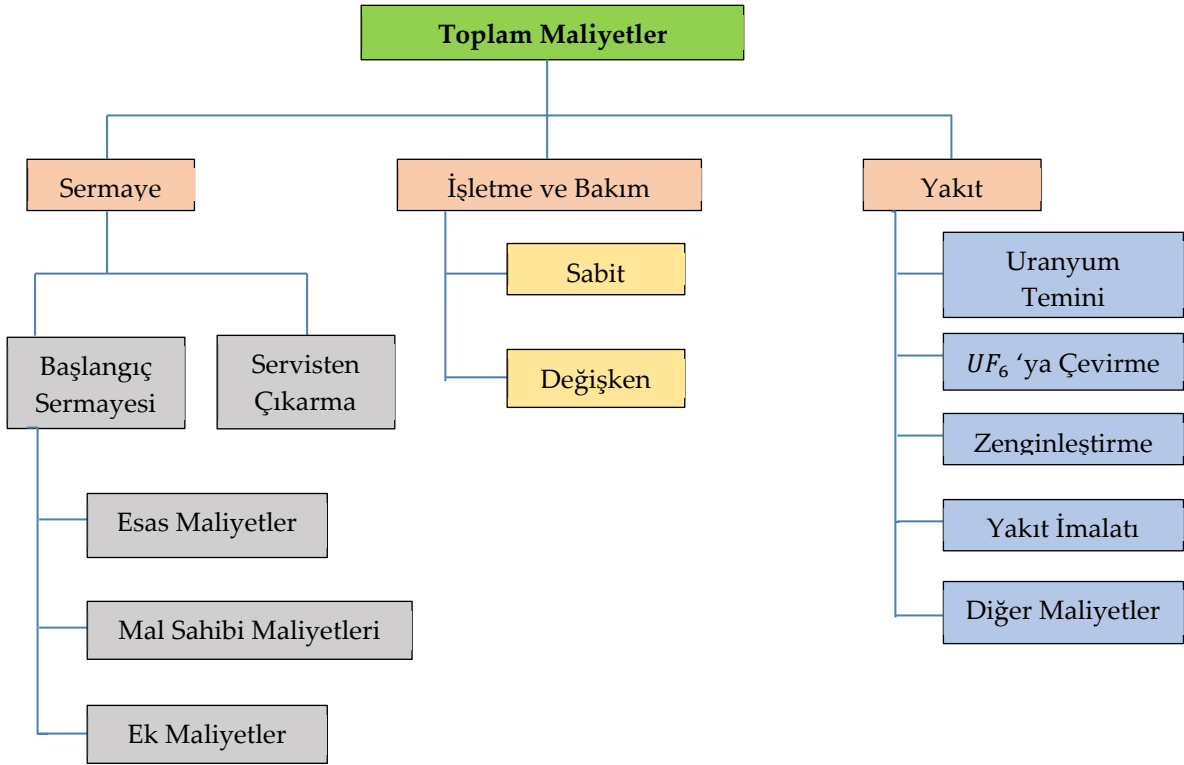 Toplam Maliyetler
Sermaye
İşletme ve Bakım
Yakıt
Sabit
Değişken
Uranyum
Temini
UF₆ ‘ya Çevirme
Zenginleştirme
Yakıt İmalatı
Diğer Maliyetler
Başlangıç
Sermayesi
Servisten
Çıkarma
Esas Maliyetler
Mal Sahibi Maliyetleri
Ek Maliyetler